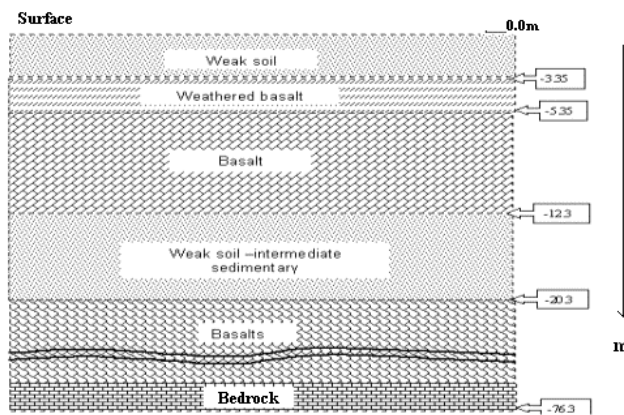 Surface
0.0m
Weak soil
-3.35
Weathered basalt
-5.35
Basalt
-12.3
Weak soil –intermediate
sedimentary
-20.3
Basalts
m
Bedrock
-76.3